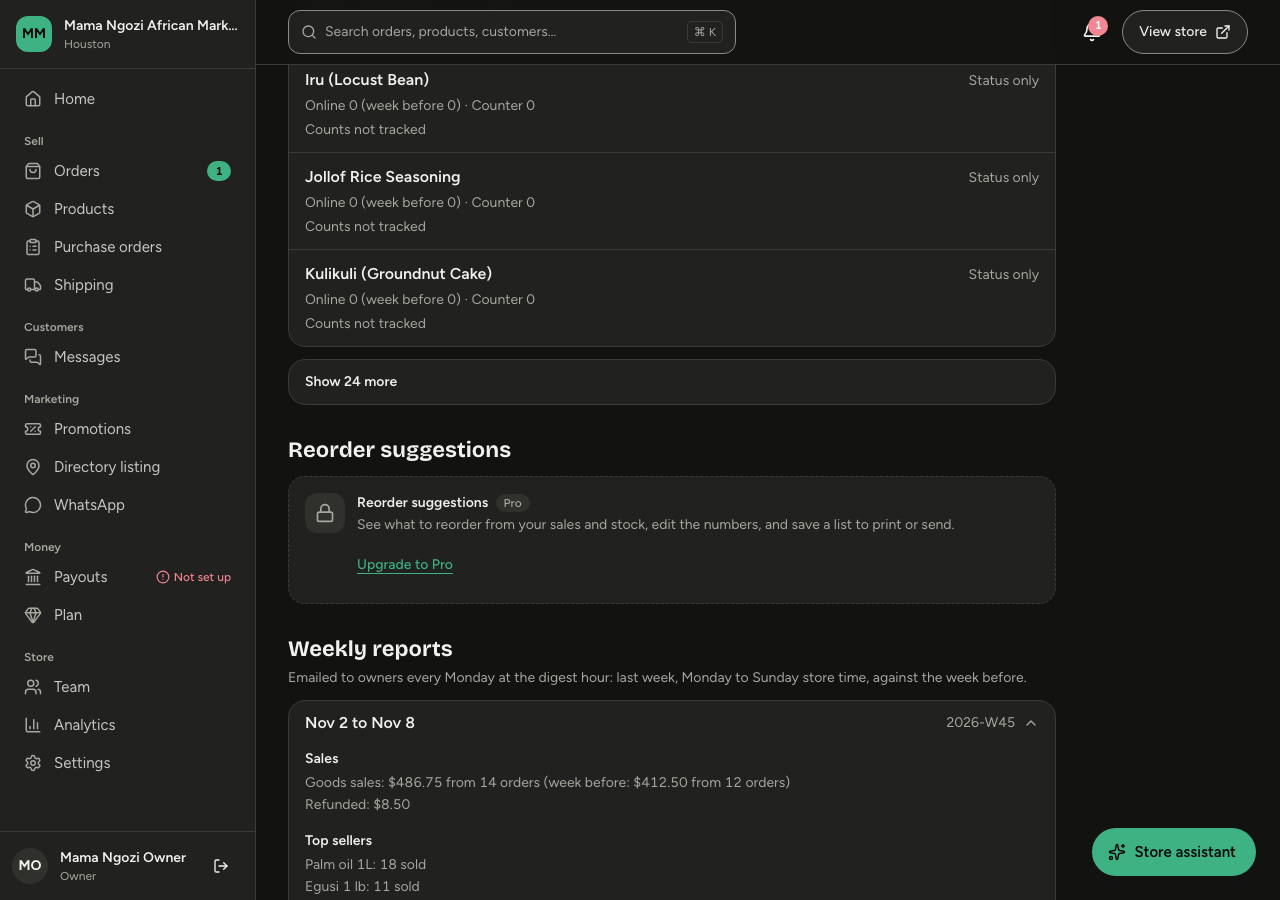 MM
Mama Ngozi African Mark...
Houston
Search orders, products, customers...
⌘ K
1
View store
Home
Sell
Orders
1
Products
Purchase orders
Shipping
Customers
Messages
Marketing
Promotions
Directory listing
WhatsApp
Money
Payouts
Not set up
Plan
Store
Team
Analytics
Settings
MO
Mama Ngozi Owner
Owner
Iru (Locust Bean)
Status only
Online 0 (week before 0) · Counter 0
Counts not tracked
Jollof Rice Seasoning
Status only
Online 0 (week before 0) · Counter 0
Counts not tracked
Kulikuli (Groundnut Cake)
Status only
Online 0 (week before 0) · Counter 0
Counts not tracked
Show 24 more
Reorder suggestions
Reorder suggestions Pro
See what to reorder from your sales and stock, edit the numbers, and save a list to print or send.
Upgrade to Pro
Weekly reports
Emailed to owners every Monday at the digest hour: last week, Monday to Sunday store time, against the week before.
Nov 2 to Nov 8
2026-W45
Sales
Goods sales: $486.75 from 14 orders (week before: $412.50 from 12 orders)
Refunded: $8.50
Top sellers
Palm oil 1L: 18 sold
Egusi 1 lb: 11 sold
Store assistant